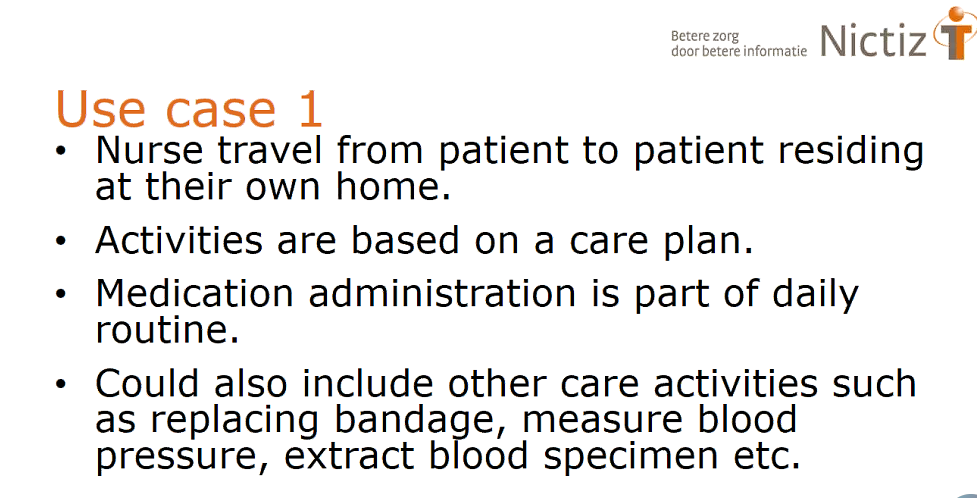 Betere zorg
door betere informatie
Nictiz
Use case 1
• Nurse travel from patient to patient residing
at their own home.
• Activities are based on a care plan.
• Medication administration is part of daily
routine.
• Could also include other care activities such
as replacing bandage, measure blood
pressure, extract blood specimen etc.